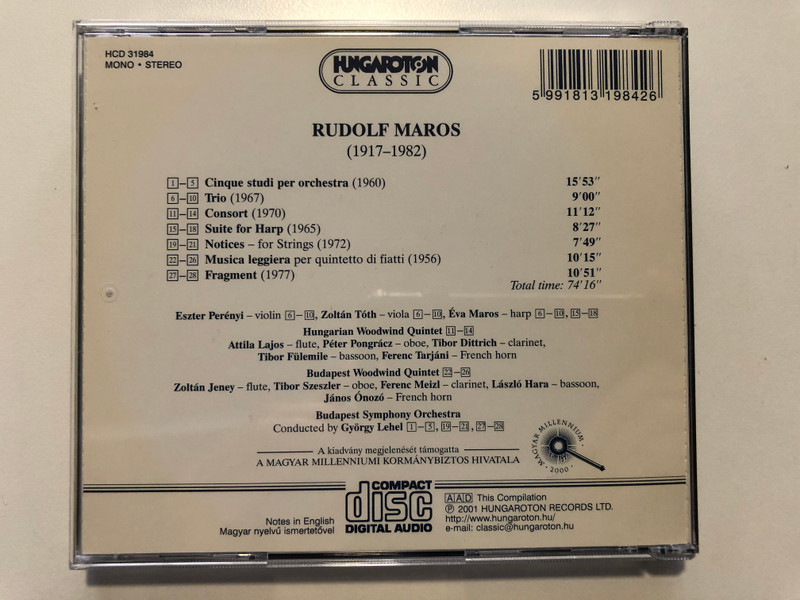 HCD 31984
MONO • STEREO
HUNGAROTON
CLASSIC
5 991813 198426
RUDOLF MAROS
(1917–1982)
1 – 5 Cinque studi per orchestra (1960) 15'53"
6 – 10 Trio (1967) 9'00"
11 – 14 Consort (1970) 11'12"
15 – 18 Suite for Harp (1965) 8'27"
19 – 21 Notices – for Strings (1972) 7'49"
22 – 26 Musica leggiera per quintetto di fiatti (1956) 10'15"
27 – 28 Fragment (1977) 10'51"
Total time: 74'16"
Eszter Perényi – violin 6 – 10, Zoltán Tóth – viola 6 – 10, Éva Maros – harp 6 – 10, 15 – 18
Hungarian Woodwind Quintet 11 – 14
Attila Lajos – flute, Péter Pongrácz – oboe, Tibor Dittrich – clarinet,
Tibor Fülemile – bassoon, Ferenc Tarjáni – French horn
Budapest Woodwind Quintet 22 – 26
Zoltán Jeney – flute, Tibor Szeszler – oboe, Ferenc Meizl – clarinet, László Hara – bassoon,
János Ónozó – French horn
Budapest Symphony Orchestra
Conducted by György Lehel 1 – 5, 19 – 21, 27 – 28
A kiadvány megjelenését támogatta
A MAGYAR MILLENNIUMI KORMÁNYBIZTOS HIVATALA
MAGYAR MILLENNIUM
• 2000 •
Notes in English
Magyar nyelvű ismertetővel
COMPACT
disc
DIGITAL AUDIO
AAD This Compilation
℗ 2001 HUNGAROTON RECORDS LTD.
http://www.hungaroton.hu/
e-mail: classic@hungaroton.hu